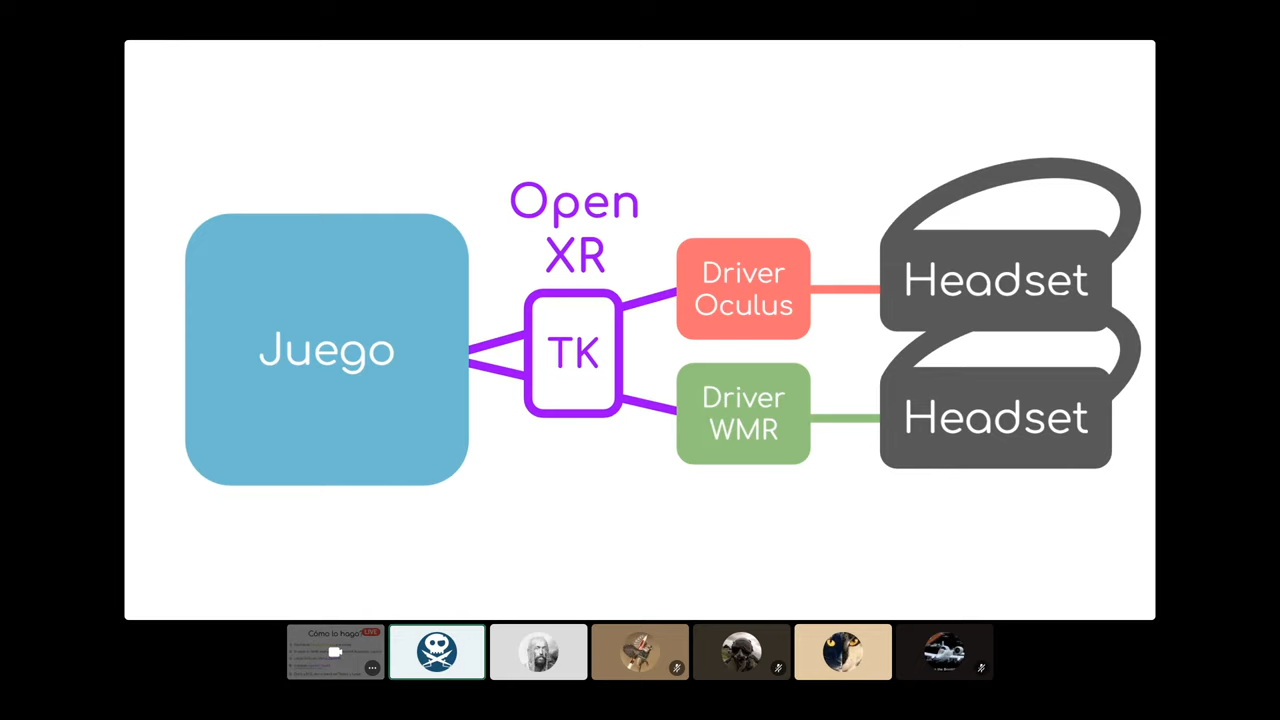 Juego
Open
XR
TK
Driver
Oculus
Driver
WMR
Headset
Headset
Cómo lo hago?
LIVE